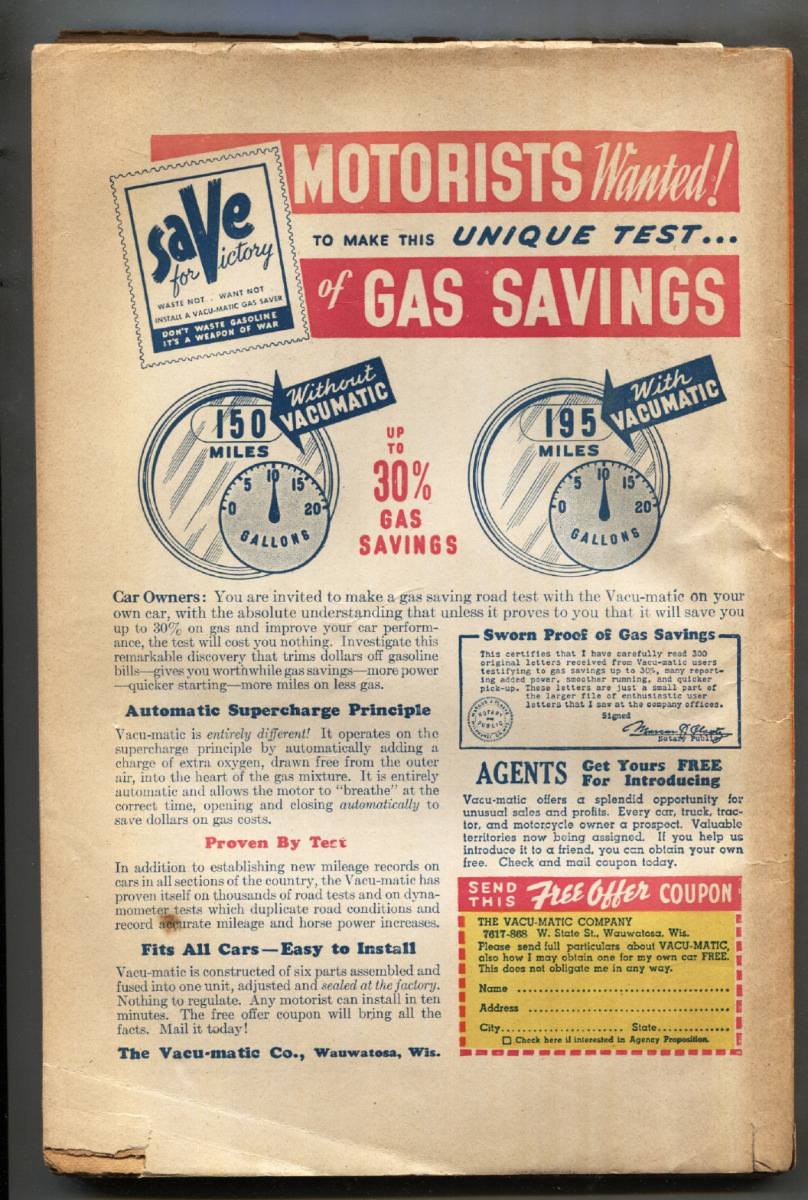 MOTORISTS Wanted!
saVe
for Victory
WASTE NOT - WANT NOT
INSTALL A VACU-MATIC GAS SAVER
DON'T WASTE GASOLINE
IT'S A WEAPON OF WAR
TO MAKE THIS UNIQUE TEST...
of GAS SAVINGS
Without
VACUMATIC
150
MILES
0 5 10 15 20
GALLONS
UP
TO
30%
GAS
SAVINGS
With
VACUMATIC
195
MILES
0 5 10 15 20
GALLONS
Car Owners: You are invited to make a gas saving road test with the Vacu-matic on your
own car, with the absolute understanding that unless it proves to you that it will save you
up to 30% on gas and improve your car perform-
ance, the test will cost you nothing. Investigate this
remarkable discovery that trims dollars off gasoline
bills—gives you worthwhile gas savings—more power
—quicker starting—more miles on less gas.
Automatic Supercharge Principle
Vacu-matic is entirely different! It operates on the
supercharge principle by automatically adding a
charge of extra oxygen, drawn free from the outer
air, into the heart of the gas mixture. It is entirely
automatic and allows the motor to "breathe" at the
correct time, opening and closing automatically to
save dollars on gas costs.
Proven By Test
In addition to establishing new mileage records on
cars in all sections of the country, the Vacu-matic has
proven itself on thousands of road tests and on dyna-
mometer tests which duplicate road conditions and
record accurate mileage and horse power increases.
Fits All Cars—Easy to Install
Vacu-matic is constructed of six parts assembled and
fused into one unit, adjusted and sealed at the factory.
Nothing to regulate. Any motorist can install in ten
minutes. The free offer coupon will bring all the
facts. Mail it today!
The Vacu-matic Co., Wauwatosa, Wis.
Sworn Proof of Gas Savings
This certifies that I have carefully read 300
original letters received from Vacu-matic users
testifying to gas savings up to 30%, many report-
ing added power, smoother running, and quicker
pick-up. These letters are just a small part of
the larger file of enthusiastic user
letters that I saw at the company offices.
Signed
NOTARY
PUBLIC
Notary Public
AGENTS Get Yours FREE
For Introducing
Vacu-matic offers a splendid opportunity for
unusual sales and profits. Every car, truck, trac-
tor, and motorcycle owner a prospect. Valuable
territories now being assigned. If you help us
introduce it to a friend, you can obtain your own
free. Check and mail coupon today.
SEND
THIS Free Offer COUPON
THE VACU-MATIC COMPANY
7617-868 W. State St., Wauwatosa, Wis.
Please send full particulars about VACU-MATIC,
also how I may obtain one for my own car FREE.
This does not obligate me in any way.
Name
Address
City State
Check here if interested in Agency Proposition.